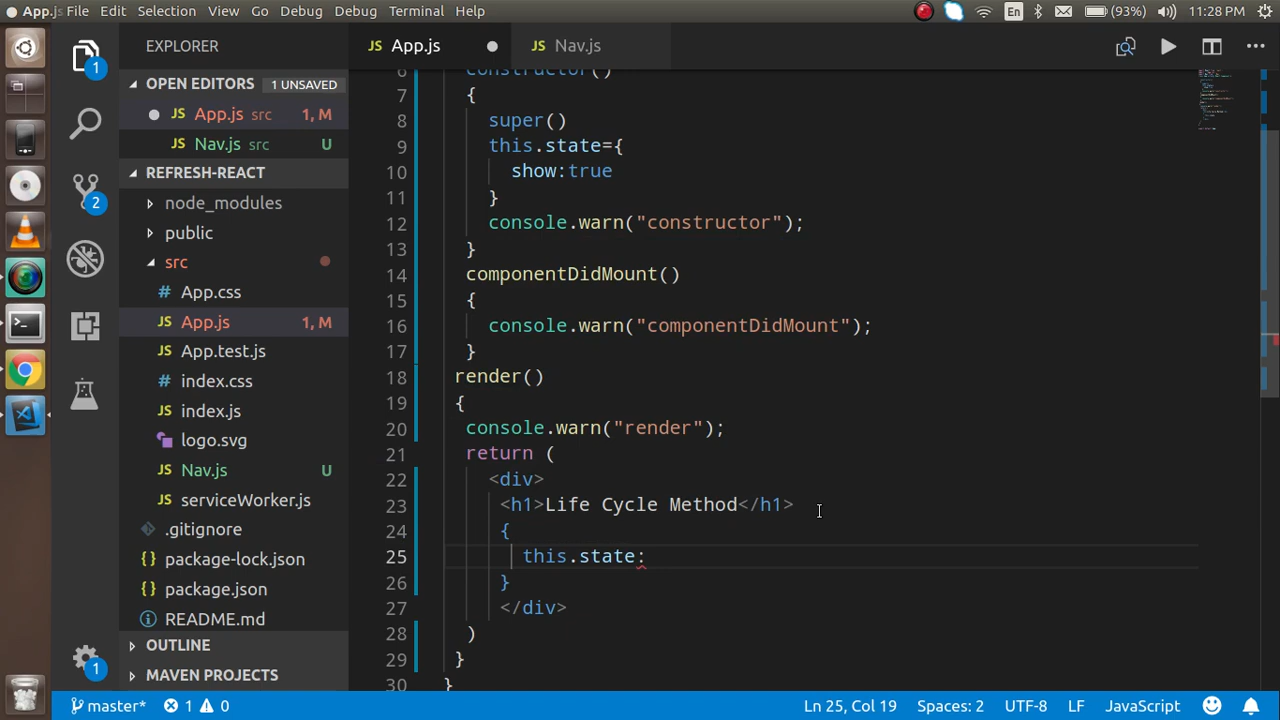 App.js File Edit Selection View Go Debug Debug Terminal Help En (93%) 11:28 PM
EXPLORER JS App.js JS Nav.js
OPEN EDITORS 1 UNSAVED
JS App.js src 1, M
JS Nav.js src U
REFRESH-REACT
node_modules
public
src
# App.css
JS App.js 1, M
JS App.test.js
# index.css
JS index.js
logo.svg
JS Nav.js U
JS serviceWorker.js
.gitignore
{} package-lock.json
{} package.json
README.md
OUTLINE
MAVEN PROJECTS
1
2
1
6 constructor()
7 {
8 super()
9 this.state={
10 show:true
11 }
12 console.warn("constructor");
13 }
14 componentDidMount()
15 {
16 console.warn("componentDidMount");
17 }
18 render()
19 {
20 console.warn("render");
21 return (
22 <div>
23 <h1>Life Cycle Method</h1>
24 {
25 this.state:
26 }
27 </div>
28 )
29 }
30 }
master* 1 0 Ln 25, Col 19 Spaces: 2 UTF-8 LF JavaScript